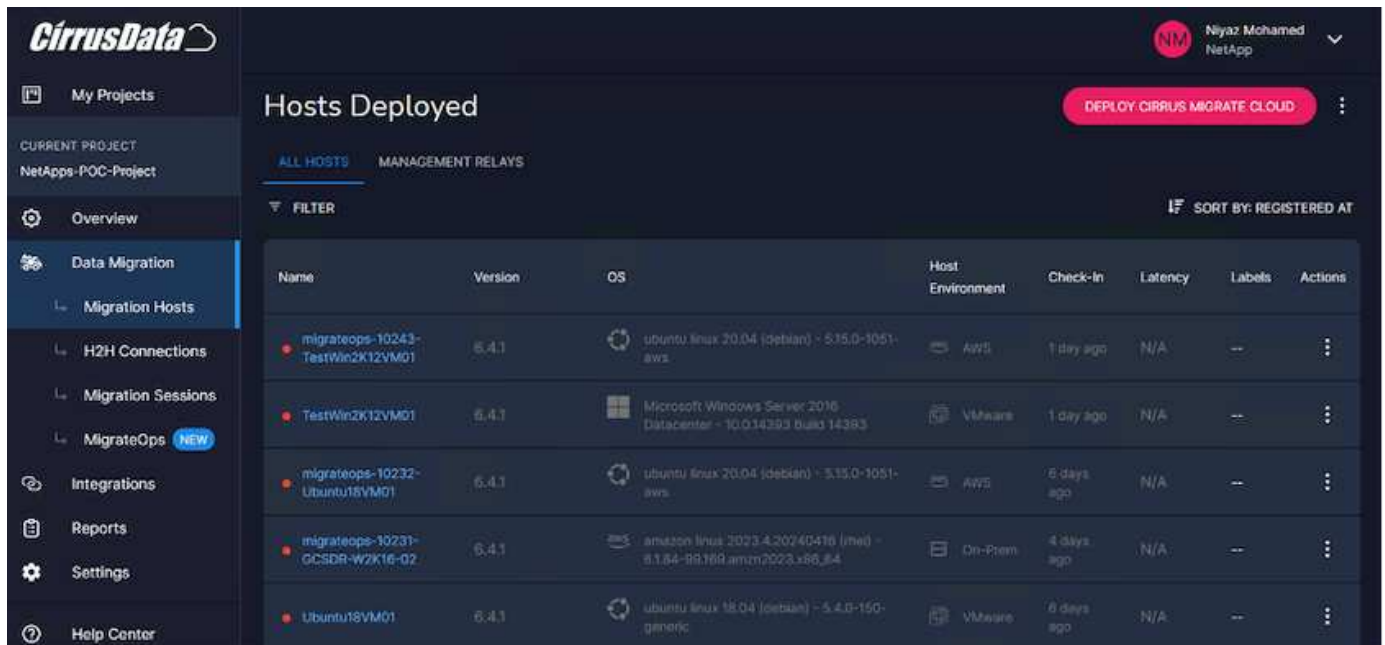 CirrusData
NM
Niyaz Mohamed
NetApp
My Projects
CURRENT PROJECT
NetApps-POC-Project
Overview
Data Migration
Migration Hosts
H2H Connections
Migration Sessions
MigrateOps NEW
Integrations
Reports
Settings
Help Center
Hosts Deployed
DEPLOY CIRRUS MIGRATE CLOUD
ALL HOSTS MANAGEMENT RELAYS
FILTER
SORT BY: REGISTERED AT
Name Version OS Host Environment Check-In Latency Labels Actions
migrateops-10243-
TestWin2K12VM01
6.4.1
ubuntu linux 20.04 (debian) - 5.15.0-1051-
aws
AWS
1 day ago
N/A
--
TestWin2K12VM01
6.4.1
Microsoft Windows Server 2016
Datacenter - 10.0.14393 Build 14393
VMware
1 day ago
N/A
--
migrateops-10232-
Ubuntu18VM01
6.4.1
ubuntu linux 20.04 (debian) - 5.15.0-1051-
aws
AWS
6 days
ago
N/A
--
migrateops-10231-
GCSDR-W2K16-02
6.4.1
aws
amazon linux 2023.4.20240416 (rhel) -
6.1.84-99.169.amzn2023.x86_64
On-Prem
4 days
ago
N/A
--
Ubuntu18VM01
6.4.1
ubuntu linux 18.04 (debian) - 5.4.0-150-
generic
VMware
6 days
ago
N/A
--